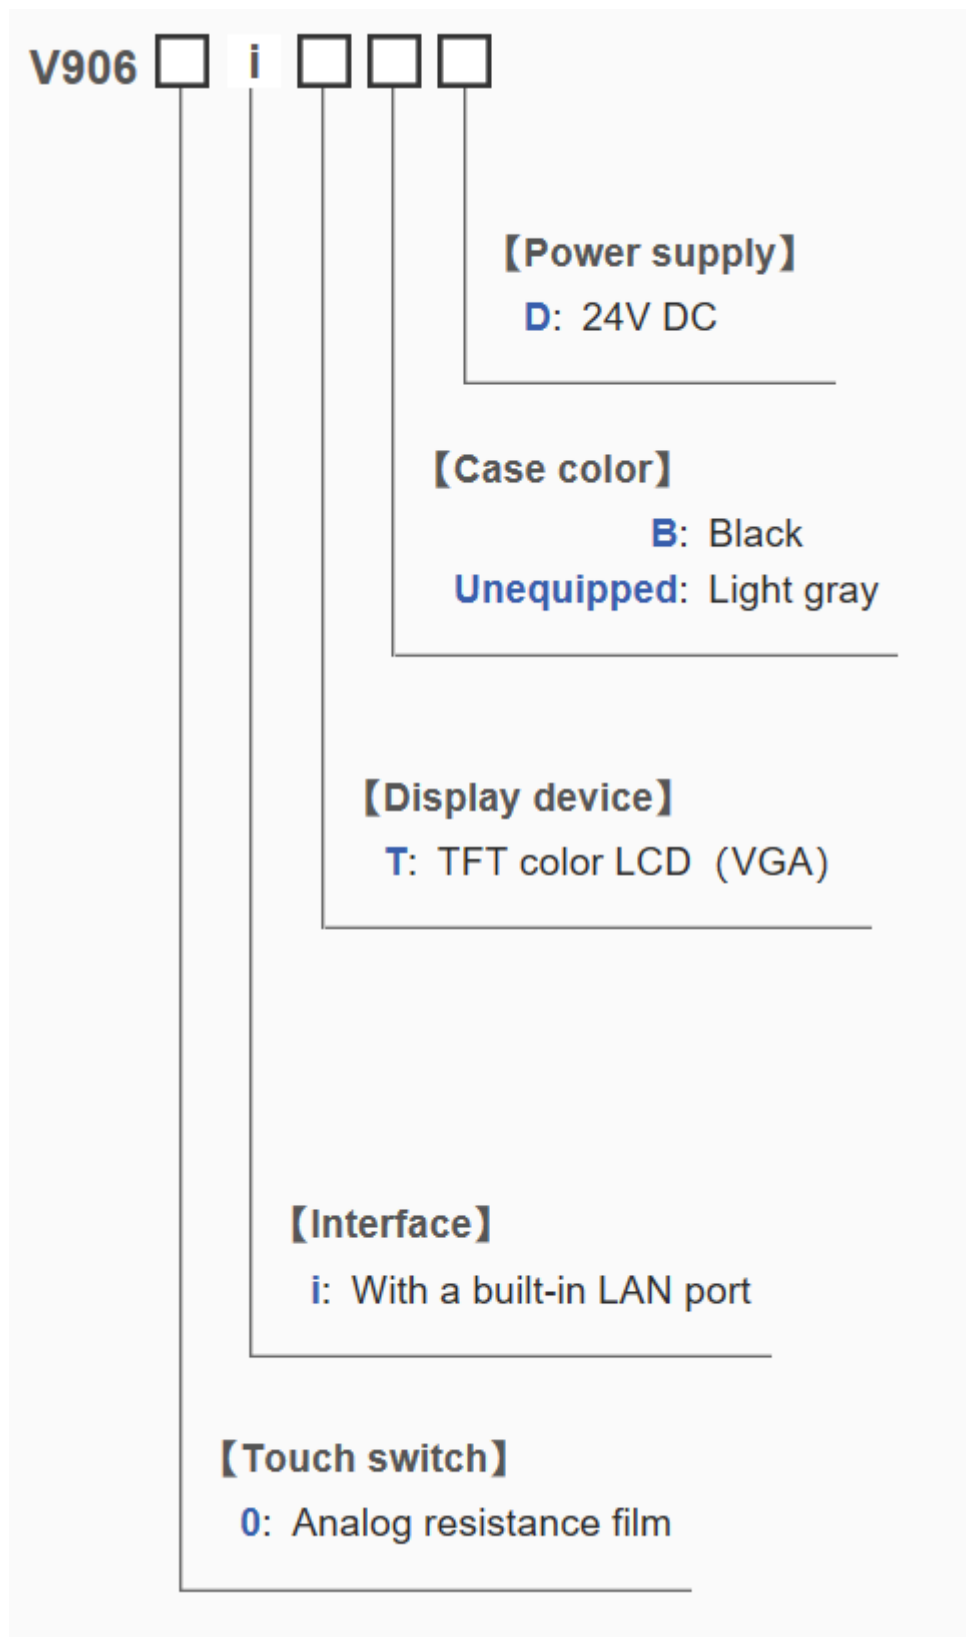 V906 □ i □ □ □
【Power supply】
D: 24V DC
【Case color】
B: Black
Unequipped: Light gray
【Display device】
T: TFT color LCD (VGA)
【Interface】
i: With a built-in LAN port
【Touch switch】
0: Analog resistance film